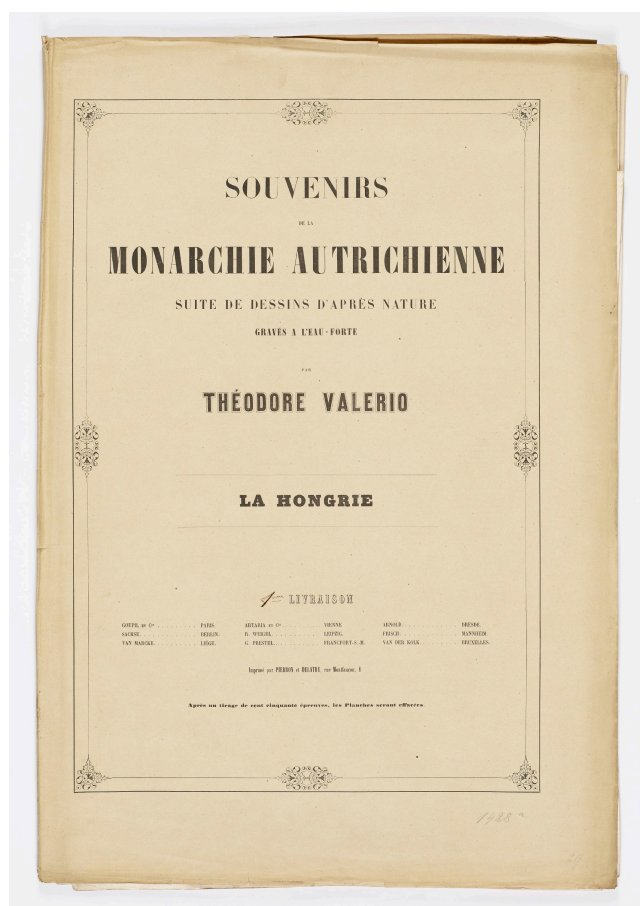 SOUVENIRS
DE LA
MONARCHIE AUTRICHIENNE
SUITE DE DESSINS D'APRÈS NATURE
GRAVÉS A L'EAU-FORTE
PAR
THÉODORE VALERIO
LA HONGRIE
1ère LIVRAISON
GOUPIL ET Cie PARIS. ARTARIA ET Cie VIENNE ARNOLD DRESDE.
SACHSE BERLIN. R. WEIGEL LEIPZIG. FRISCH MANNHEIM.
VAN MARCKE LIÉGE. G. PRESTEL FRANCFORT-S.-M. VAN DER KOLK BRUXELLES.
Imprimé par PIERRON et DELATRE, rue Montfaucon, 1
Après un tirage de cent cinquante épreuves, les Planches seront effacées